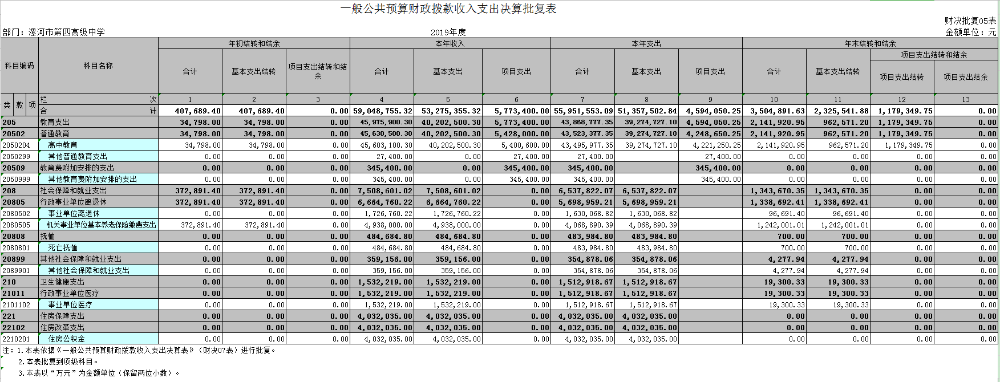 一般公共预算财政拨款收入支出决算批复表
财决批复05表
部门：漯河市第四高级中学 2019年度 金额单位：元
科目编码 科目名称 年初结转和结余 本年收入 本年支出 年末结转和结余
合计 基本支出结转 项目支出结转和结余 合计 基本支出 项目支出 合计 基本支出 项目支出 合计 基本支出结转 项目支出结转和结余
项目支出结转 项目支出结余
类 款 项 栏 次 1 2 3 4 5 6 7 8 9 10 11 12 13
合 计 407,689.40 407,689.40 0.00 59,048,755.32 53,275,355.32 5,773,400.00 55,951,553.09 51,357,502.84 4,594,050.25 3,504,891.63 2,325,541.88 1,179,349.75 0.00
205 教育支出 34,798.00 34,798.00 0.00 45,975,900.30 40,202,500.30 5,773,400.00 43,868,777.35 39,274,727.10 4,594,050.25 2,141,920.95 962,571.20 1,179,349.75 0.00
20502 普通教育 34,798.00 34,798.00 0.00 45,630,500.30 40,202,500.30 5,428,000.00 43,523,377.35 39,274,727.10 4,248,650.25 2,141,920.95 962,571.20 1,179,349.75 0.00
2050204 高中教育 34,798.00 34,798.00 0.00 45,603,100.30 40,202,500.30 5,400,600.00 43,495,977.35 39,274,727.10 4,221,250.25 2,141,920.95 962,571.20 1,179,349.75 0.00
2050299 其他普通教育支出 0.00 0.00 0.00 27,400.00 0.00 27,400.00 27,400.00 27,400.00 0.00 0.00 0.00 0.00
20509 教育费附加安排的支出 0.00 0.00 0.00 345,400.00 0.00 345,400.00 345,400.00 345,400.00 0.00 0.00 0.00 0.00
2050999 其他教育费附加安排的支出 0.00 0.00 0.00 345,400.00 0.00 345,400.00 345,400.00 345,400.00 0.00 0.00 0.00 0.00
208 社会保障和就业支出 372,891.40 372,891.40 0.00 7,508,601.02 7,508,601.02 0.00 6,537,822.07 6,537,822.07 1,343,670.35 1,343,670.35 0.00 0.00
20805 行政事业单位离退休 372,891.40 372,891.40 0.00 6,664,760.22 6,664,760.22 0.00 5,698,959.21 5,698,959.21 1,338,692.41 1,338,692.41 0.00 0.00
2080502 事业单位离退休 0.00 0.00 0.00 1,726,760.22 1,726,760.22 0.00 1,630,068.82 1,630,068.82 96,691.40 96,691.40 0.00 0.00
2080505 机关事业单位基本养老保险缴费支出 372,891.40 372,891.40 0.00 4,938,000.00 4,938,000.00 0.00 4,068,890.39 4,068,890.39 1,242,001.01 1,242,001.01 0.00 0.00
20808 抚恤 0.00 0.00 0.00 484,684.80 484,684.80 0.00 483,984.80 483,984.80 700.00 700.00 0.00 0.00
2080801 死亡抚恤 0.00 0.00 0.00 484,684.80 484,684.80 0.00 483,984.80 483,984.80 700.00 700.00 0.00 0.00
20899 其他社会保障和就业支出 0.00 0.00 0.00 359,156.00 359,156.00 0.00 354,878.06 354,878.06 4,277.94 4,277.94 0.00 0.00
2089901 其他社会保障和就业支出 0.00 0.00 0.00 359,156.00 359,156.00 0.00 354,878.06 354,878.06 4,277.94 4,277.94 0.00 0.00
210 卫生健康支出 0.00 0.00 0.00 1,532,219.00 1,532,219.00 0.00 1,512,918.67 1,512,918.67 19,300.33 19,300.33 0.00 0.00
21011 行政事业单位医疗 0.00 0.00 0.00 1,532,219.00 1,532,219.00 0.00 1,512,918.67 1,512,918.67 19,300.33 19,300.33 0.00 0.00
2101102 事业单位医疗 0.00 0.00 0.00 1,532,219.00 1,532,219.00 0.00 1,512,918.67 1,512,918.67 19,300.33 19,300.33 0.00 0.00
221 住房保障支出 0.00 0.00 0.00 4,032,035.00 4,032,035.00 0.00 4,032,035.00 4,032,035.00 0.00 0.00 0.00 0.00
22102 住房改革支出 0.00 0.00 0.00 4,032,035.00 4,032,035.00 0.00 4,032,035.00 4,032,035.00 0.00 0.00 0.00 0.00
2210201 住房公积金 0.00 0.00 0.00 4,032,035.00 4,032,035.00 0.00 4,032,035.00 4,032,035.00 0.00 0.00 0.00 0.00
注：1.本表依据《一般公共预算财政拨款收入支出决算表》（财决07表）进行批复。
2.本表批复到项级科目。
3.本表以“万元”为金额单位（保留两位小数）。